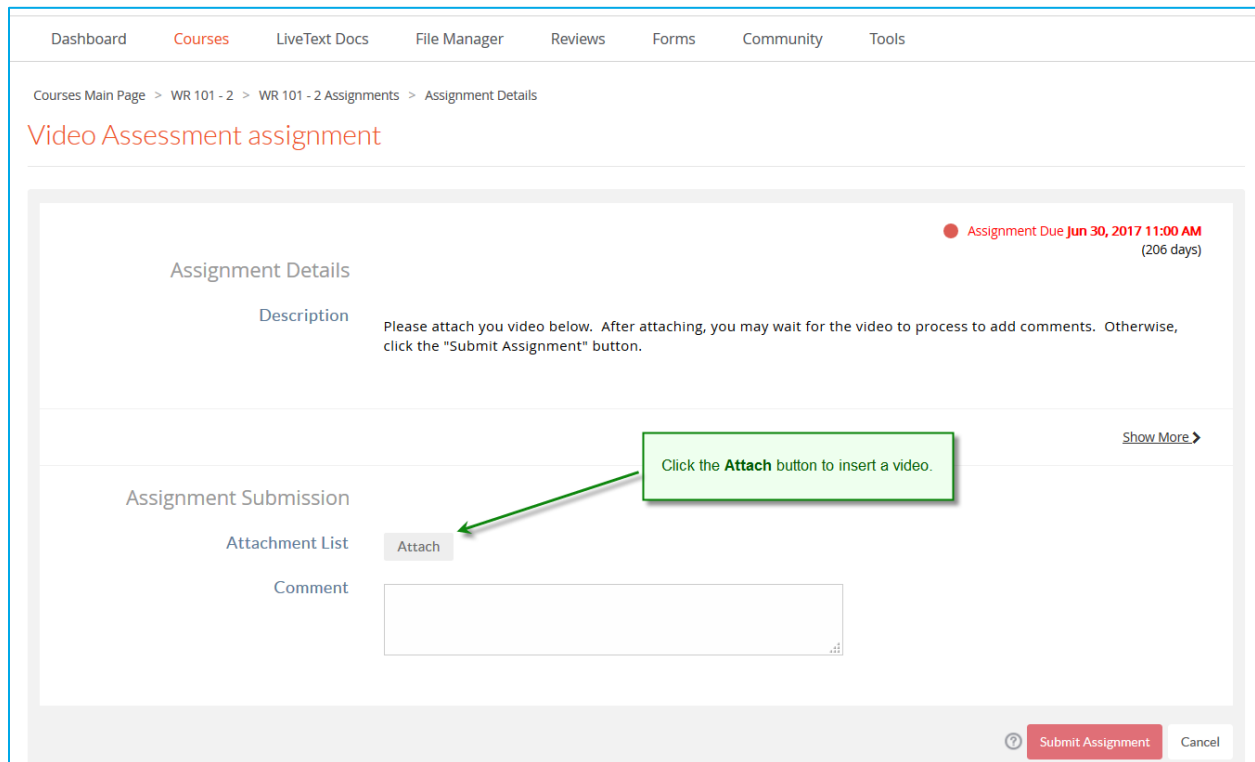 Dashboard Courses LiveText Docs File Manager Reviews Forms Community Tools
Courses Main Page > WR 101 - 2 > WR 101 - 2 Assignments > Assignment Details
Video Assessment assignment
Assignment Due Jun 30, 2017 11:00 AM
(206 days)
Assignment Details
Description
Please attach you video below. After attaching, you may wait for the video to process to add comments. Otherwise,
click the "Submit Assignment" button.
Show More
Click the Attach button to insert a video.
Assignment Submission
Attachment List
Attach
Comment
? Submit Assignment Cancel